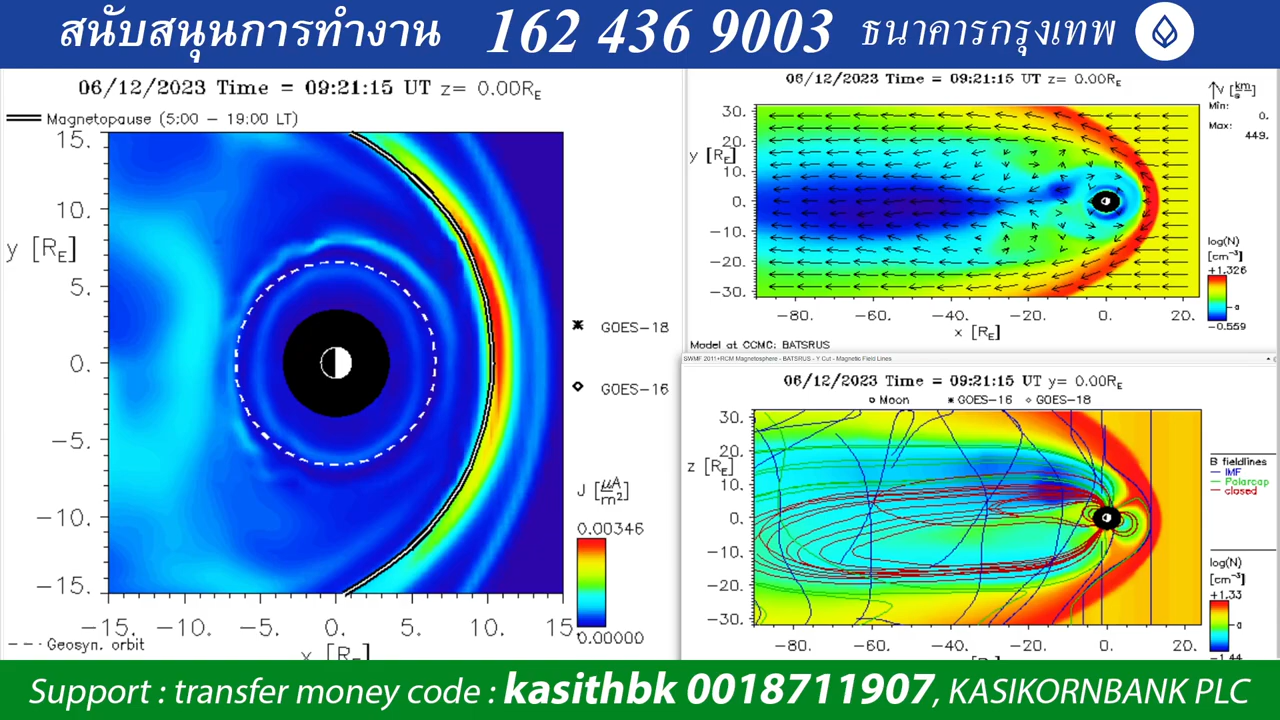 สนับสนุนการทำงาน 162 436 9003 ธนาคารกรุงเทพ
06/12/2023 Time = 09:21:15 UT z= 0.00RE
Magnetopause (5:00 – 19:00 LT)
15.
10.
y [RE]
5.
0.
−5.
−10.
−15.
−15. −10. −5. 0. 5. 10. 15.
x [RE]
Geosyn. orbit
GOES−18
GOES−16
J [μA/m2]
0.00346
0.00000
06/12/2023 Time = 09:21:15 UT z= 0.00RE
V [km/s]
Min:
0.
Max:
449.
30.
20.
y [RE]
10.
0.
−10.
−20.
−30.
−80. −60. −40. −20. 0. 20.
x [RE]
log(N)
[cm−3]
+1.326
0
−0.559
Model at CCMC: BATSRUS
SWMF 2011+RCM Magnetosphere - BATSRUS - Y Cut - Magnetic Field Lines
06/12/2023 Time = 09:21:15 UT y= 0.00RE
Moon GOES−16 GOES−18
30.
20.
z [RE]
10.
0.
−10.
−20.
−30.
−80. −60. −40. −20. 0. 20.
B fieldlines
IMF
Polarcap
closed
log(N)
[cm−3]
+1.33
0
−1.44
Support : transfer money code : kasithbk 0018711907, KASIKORNBANK PLC